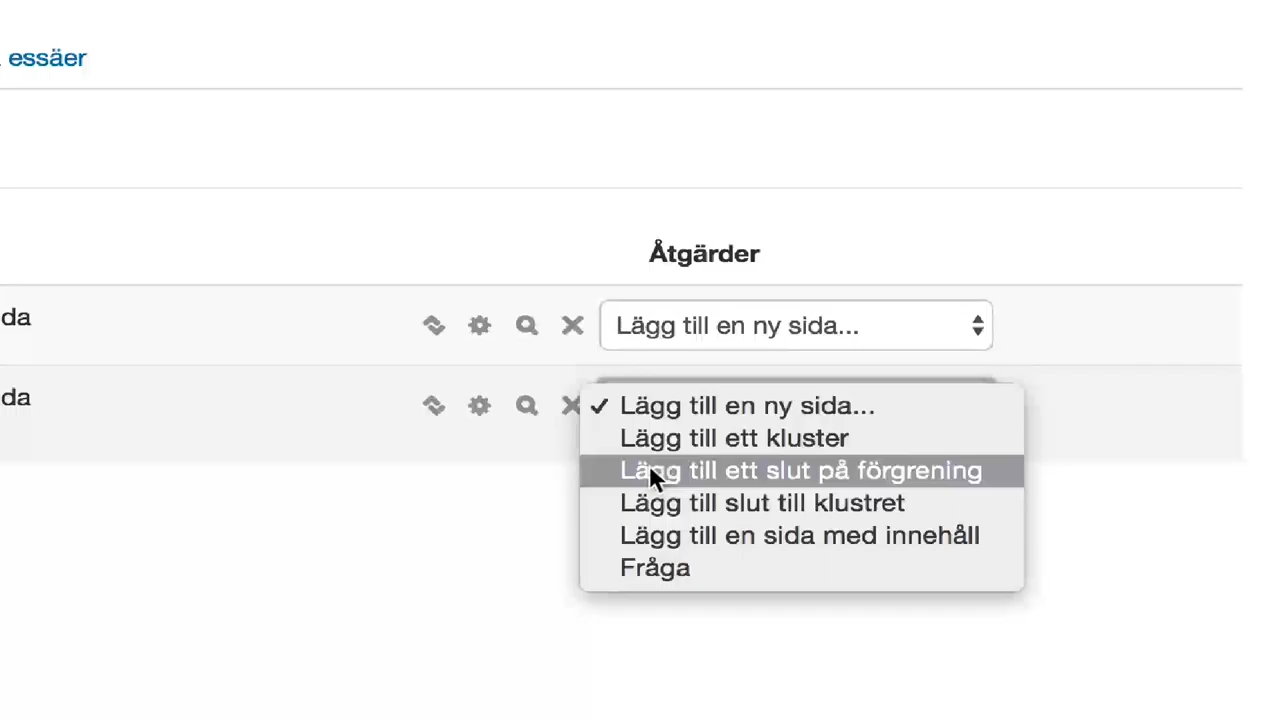 essäer
Åtgärder
da
Lägg till en ny sida...
da
Lägg till en ny sida...
Lägg till ett kluster
Lägg till ett slut på förgrening
Lägg till slut till klustret
Lägg till en sida med innehåll
Fråga